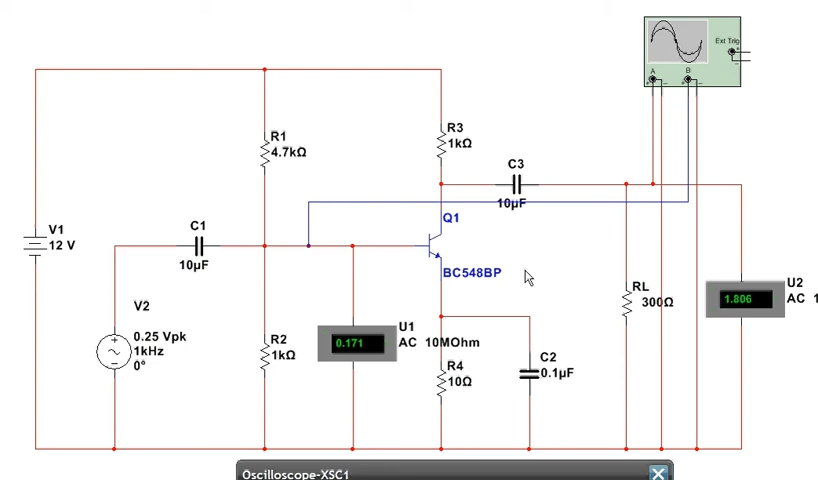 Ext Trig
+
−
A
B
+ − + −
R1
4.7kΩ
R3
1kΩ
C3
10µF
Q1
BC548BP
V1
12 V
C1
10µF
V2
0.25 Vpk
1kHz
0°
R2
1kΩ
0.171
U1
AC 10MOhm
R4
10Ω
C2
0.1µF
RL
300Ω
1.806
U2
AC 1
Oscilloscope-XSC1